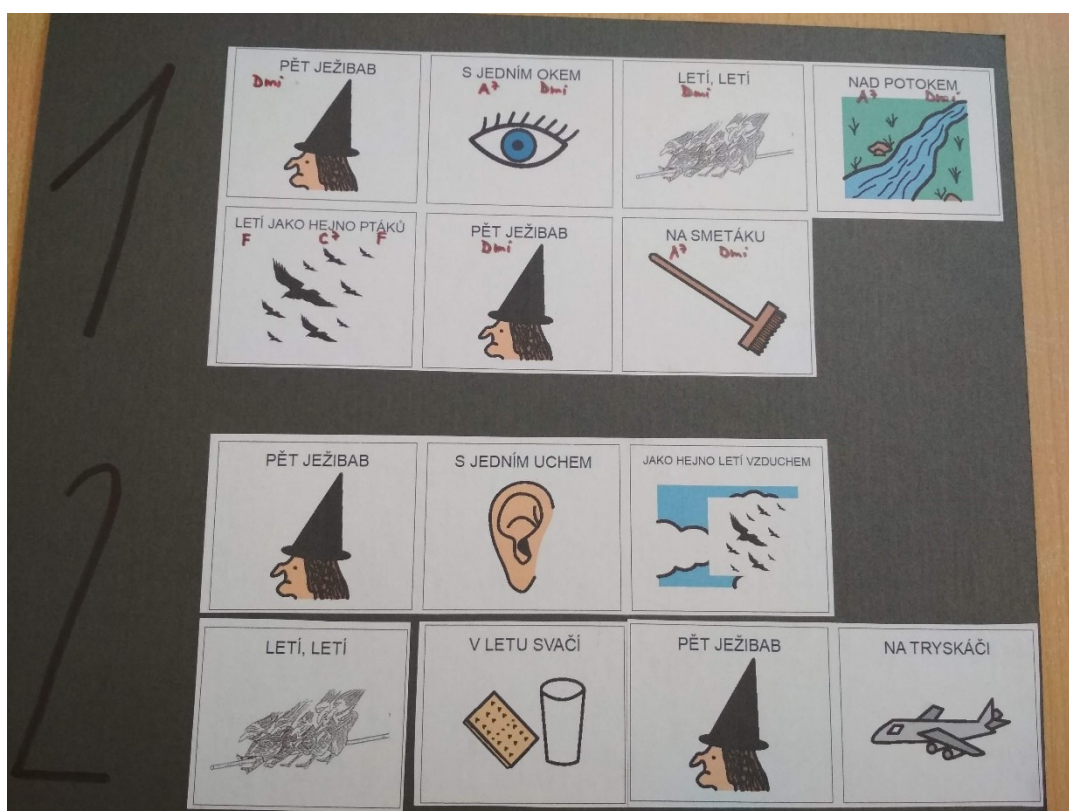 1
PĚT JEŽIBAB
Dmi
S JEDNÍM OKEM
A7 Dmi
LETÍ, LETÍ
Dmi
NAD POTOKEM
A7 Dmi
LETÍ JAKO HEJNO PTÁKŮ
F C7 F
PĚT JEŽIBAB
Dmi
NA SMETÁKU
A7 Dmi
2
PĚT JEŽIBAB
S JEDNÍM UCHEM
JAKO HEJNO LETÍ VZDUCHEM
LETÍ, LETÍ
V LETU SVAČÍ
PĚT JEŽIBAB
NA TRYSKÁČI